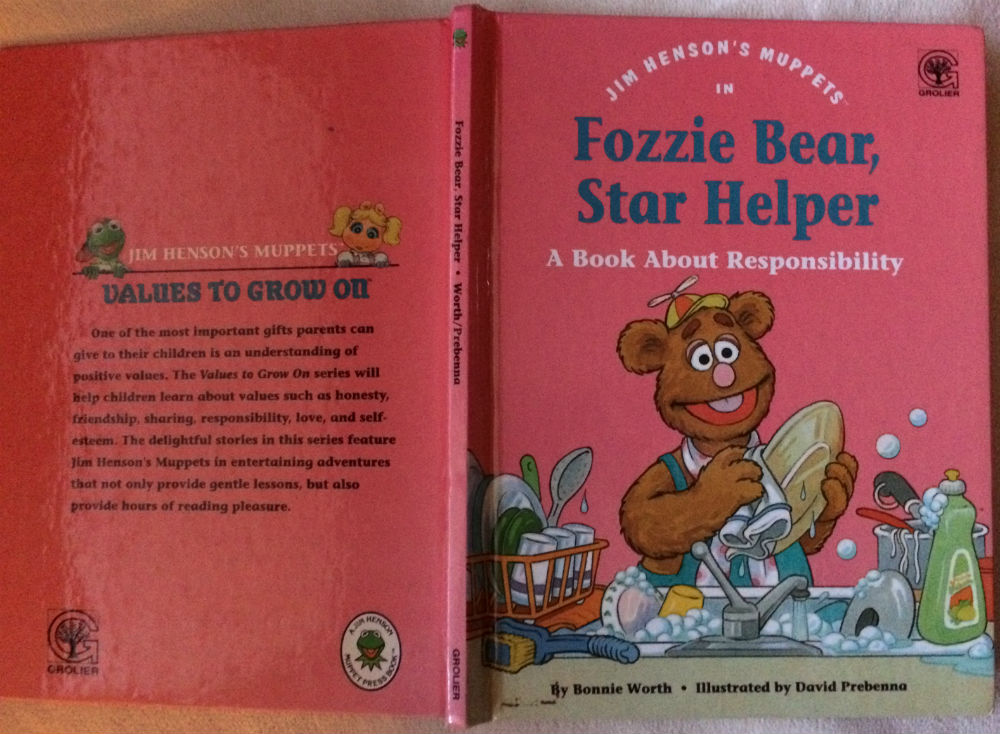 JIM HENSON'S MUPPETS
VALUES TO GROW ON™
One of the most important gifts parents can
give to their children is an understanding of
positive values. The Values to Grow On series will
help children learn about values such as honesty,
friendship, sharing, responsibility, love, and self-
esteem. The delightful stories in this series feature
Jim Henson's Muppets in entertaining adventures
that not only provide gentle lessons, but also
provide hours of reading pleasure.
GROLIER
A JIM HENSON
MUPPET PRESS BOOK™
Fozzie Bear, Star Helper • Worth/Prebenna
GROLIER
JIM HENSON'S MUPPETS™
IN
GROLIER
Fozzie Bear,
Star Helper
A Book About Responsibility
By Bonnie Worth • Illustrated by David Prebenna